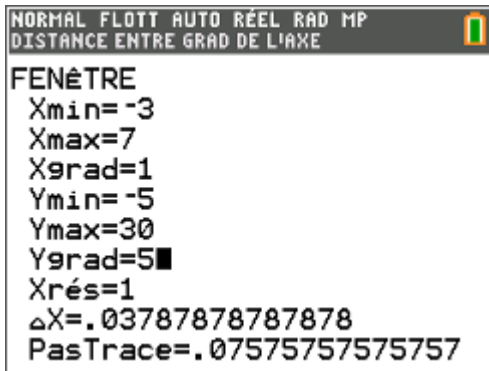 NORMAL FLOTT AUTO RÉEL RAD MP
DISTANCE ENTRE GRAD DE L'AXE
FENÊTRE
Xmin=-3
Xmax=7
Xgrad=1
Ymin=-5
Ymax=30
Ygrad=5
Xrés=1
△X=.03787878787878
PasTrace=.07575757575757